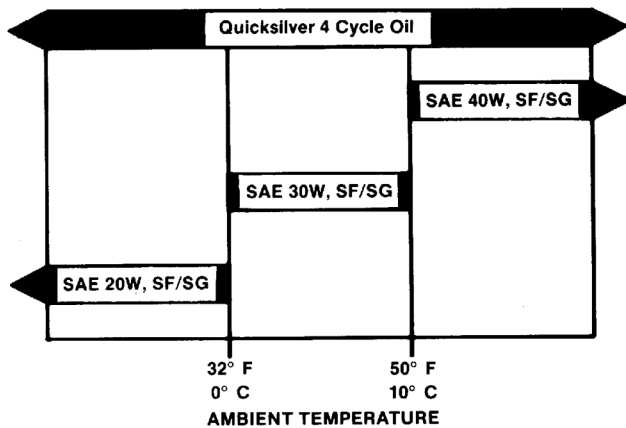 Quicksilver 4 Cycle Oil
SAE 40W, SF/SG
SAE 30W, SF/SG
SAE 20W, SF/SG
32° F
0° C
50° F
10° C
AMBIENT TEMPERATURE